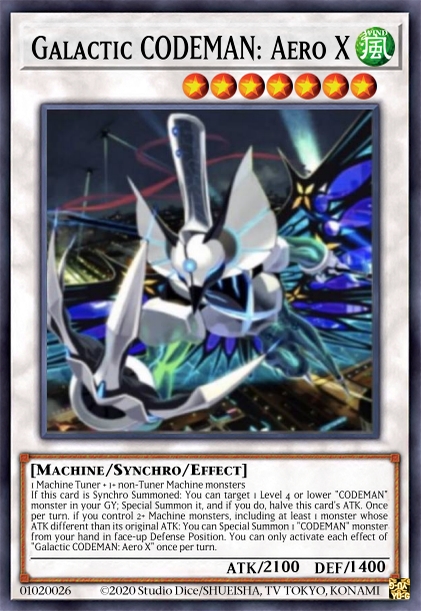 GALACTIC CODEMAN: AERO X
WIND
風
[MACHINE/SYNCHRO/EFFECT]
1 Machine Tuner + 1+ non-Tuner Machine monsters
If this card is Synchro Summoned: You can target 1 Level 4 or lower "CODEMAN"
monster in your GY; Special Summon it, and if you do, halve this card's ATK. Once
per turn, if you control 2+ Machine monsters, including at least 1 monster whose
ATK different than its original ATK: You can Special Summon 1 "CODEMAN" monster
from your hand in face-up Defense Position. You can only activate each effect of
"Galactic CODEMAN: Aero X" once per turn.
ATK/2100 DEF/1400
01020026 ©2020 Studio Dice/SHUEISHA, TV TOKYO, KONAMI